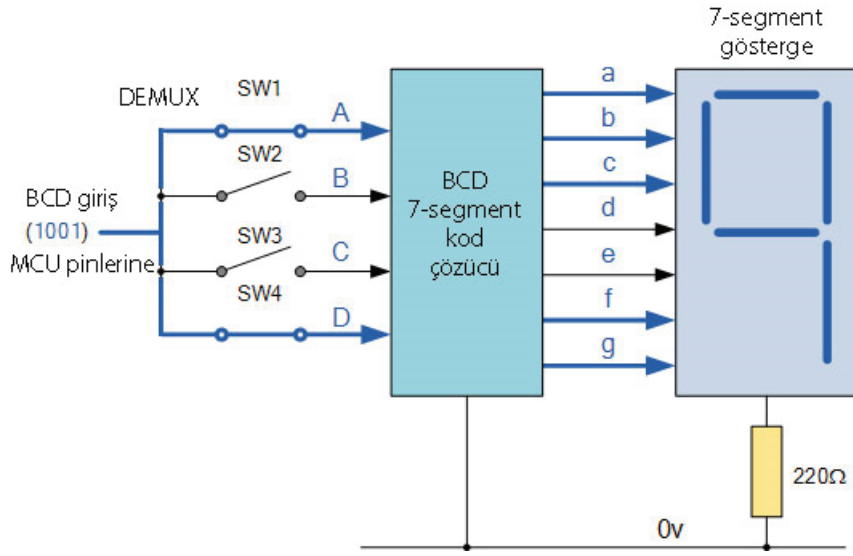 7-segment
gösterge
DEMUX
SW1
A
SW2
B
BCD giriş
(1001)
MCU pinlerine
SW3
C
SW4
D
BCD
7-segment
kod
çözücü
a
b
c
d
e
f
g
220Ω
0v